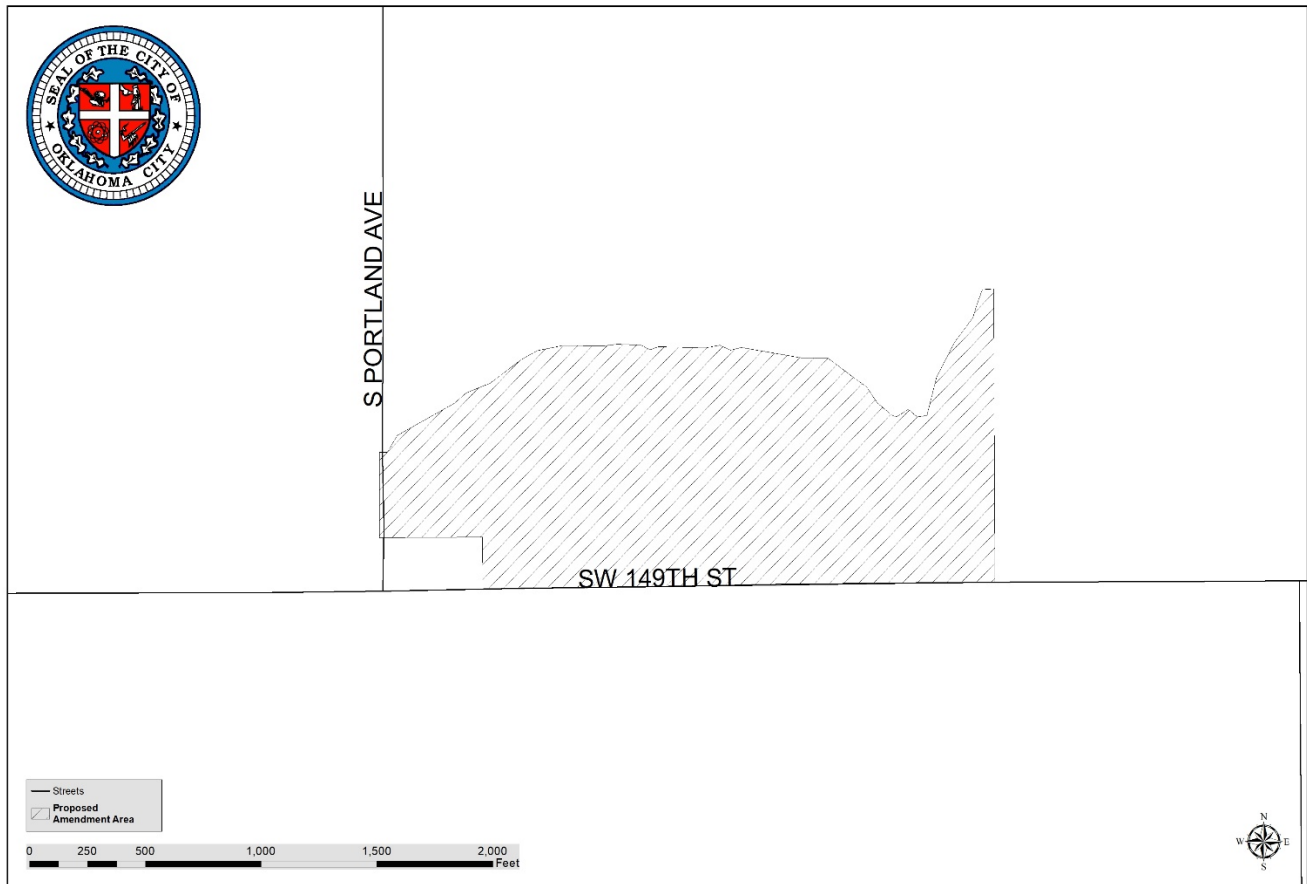 SEAL OF THE CITY OF
OKLAHOMA CITY
S PORTLAND AVE
SW 149TH ST
Streets
Proposed
Amendment Area
0 250 500 1,000 1,500 2,000
Feet
N
W E
S